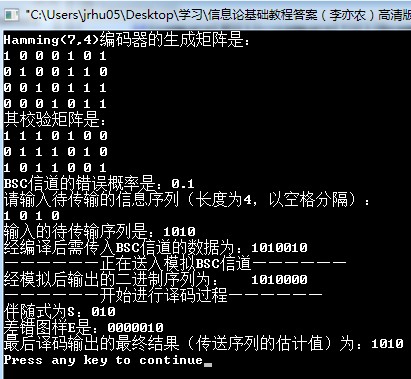 "C:\Users\jrhu05\Desktop\学习\信息论基础教程答案（李亦农）高清版
Hamming(7,4)编码器的生成矩阵是：
1 0 0 0 1 0 1
0 1 0 0 1 1 0
0 0 1 0 1 1 1
0 0 0 1 0 1 1
其校验矩阵是：
1 1 1 0 1 0 0
0 1 1 1 0 1 0
1 0 1 1 0 0 1
BSC信道的错误概率是：0.1
请输入待传输的信息序列（长度为4，以空格分隔）：
1 0 1 0
输入的待传输序列是：1010
经编译后需传入BSC信道的数据为：1010010
——————正在送入模拟BSC信道——————
经模拟后输出的二进制序列为：  1010000
——————开始进行译码过程——————
伴随式为S：010
差错图样E是：0000010
最后译码输出的最终结果（传送序列的估计值）为：1010
Press any key to continue